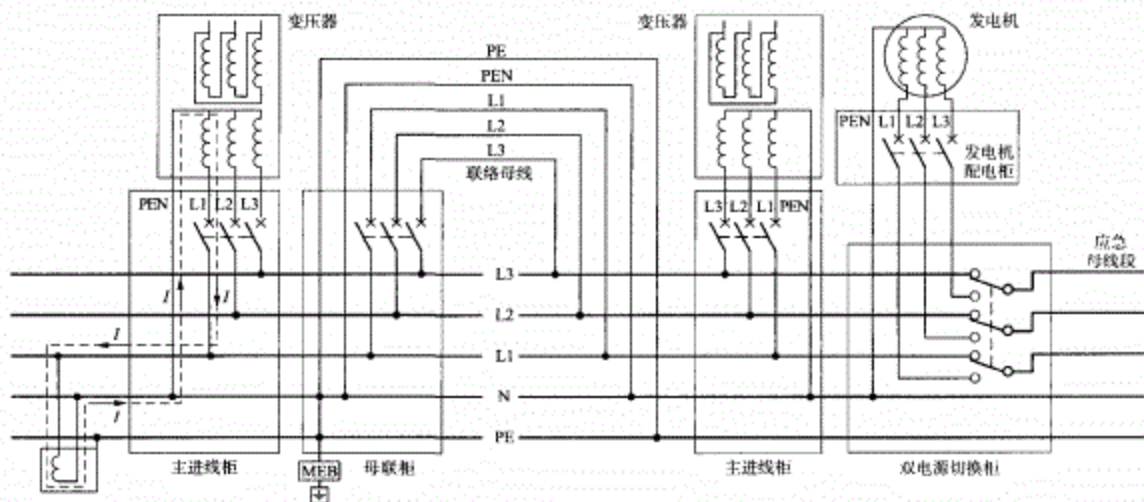 变压器
变压器
发电机
PE
PEN
L1
L2
L3
联络母线
PEN L1 L2 L3
发电机
配电柜
PEN L1 L2 L3
L3 L2 L1 PEN
应急
母线段
L3
I
I
L2
I
L1
N
I
PE
MEB
主进线柜
母联柜
主进线柜
双电源切换柜